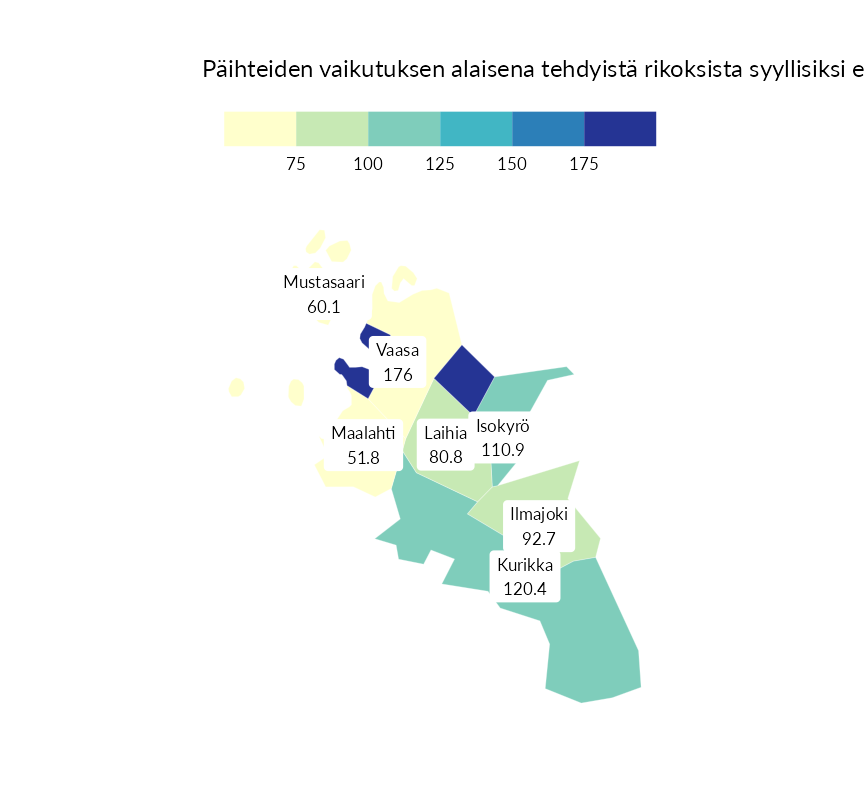 Päihteiden vaikutuksen alaisena tehdyistä rikoksista syyllisiksi e
75 100 125 150 175
Mustasaari
60.1
Vaasa
176
Maalahti
51.8
Laihia
80.8
Isokyrö
110.9
Ilmajoki
92.7
Kurikka
120.4